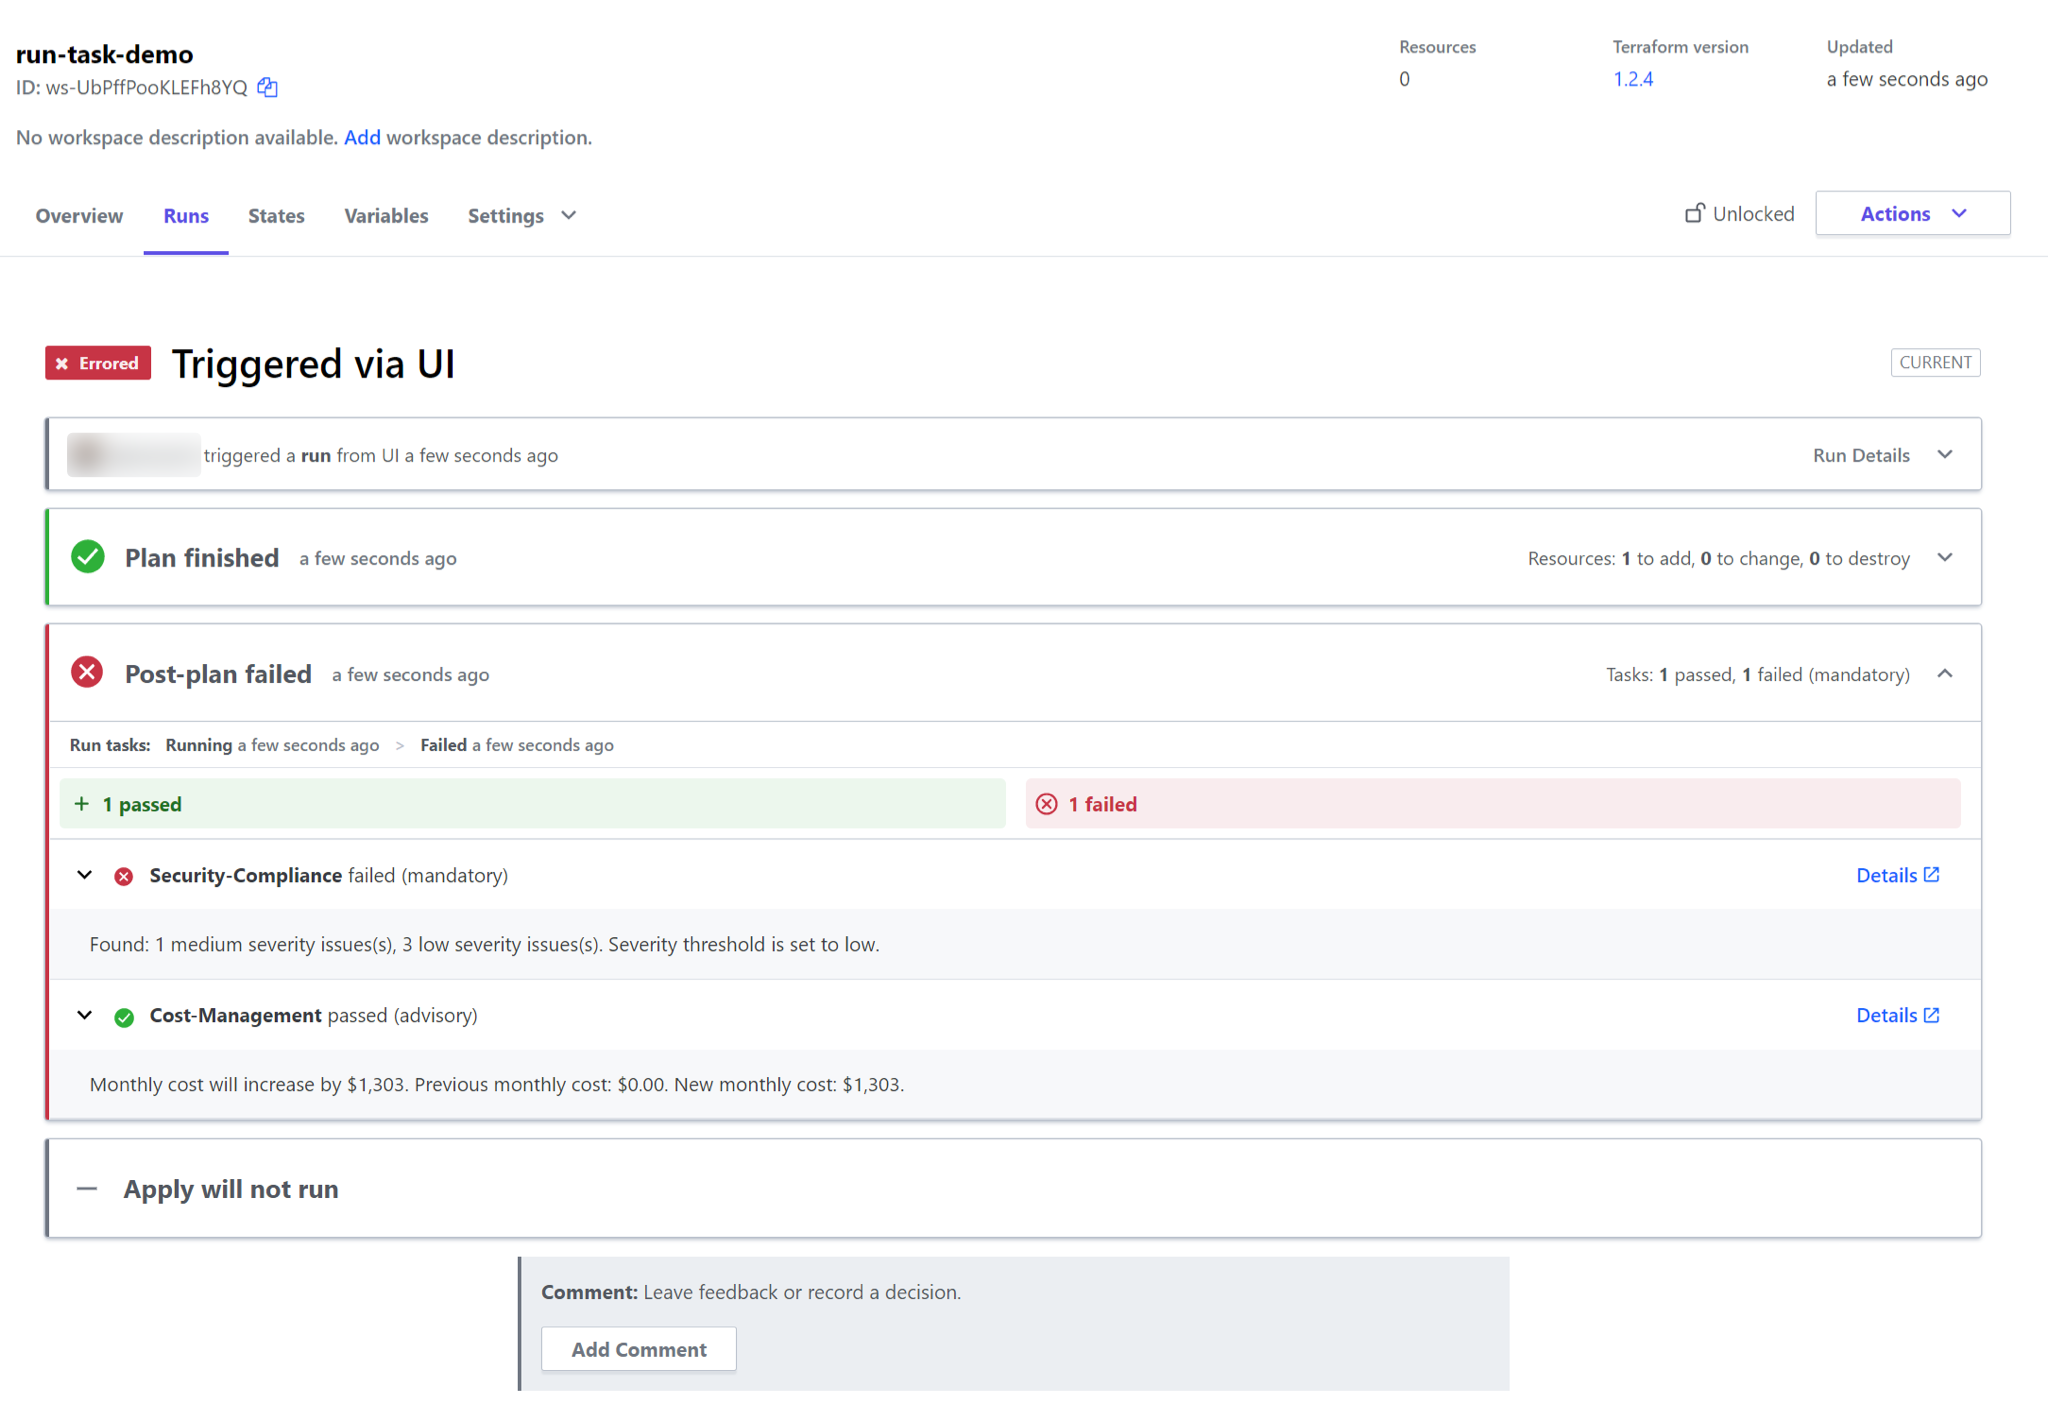 run-task-demo
ID: ws-UbPffPooKLEFh8YQ
No workspace description available. Add workspace description.
Resources
0
Terraform version
1.2.4
Updated
a few seconds ago
Overview Runs States Variables Settings
Unlocked Actions
Errored Triggered via UI CURRENT
triggered a run from UI a few seconds ago Run Details
Plan finished a few seconds ago Resources: 1 to add, 0 to change, 0 to destroy
Post-plan failed a few seconds ago Tasks: 1 passed, 1 failed (mandatory)
Run tasks: Running a few seconds ago > Failed a few seconds ago
+ 1 passed 1 failed
Security-Compliance failed (mandatory) Details
Found: 1 medium severity issues(s), 3 low severity issues(s). Severity threshold is set to low.
Cost-Management passed (advisory) Details
Monthly cost will increase by $1,303. Previous monthly cost: $0.00. New monthly cost: $1,303.
Apply will not run
Comment: Leave feedback or record a decision.
Add Comment